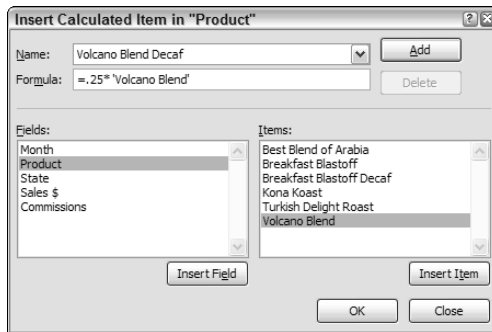 Insert Calculated Item in "Product"
Name: Volcano Blend Decaf Add
Formula: =.25* 'Volcano Blend' Delete
Fields: Items:
Month Best Blend of Arabia
Product Breakfast Blastoff
State Breakfast Blastoff Decaf
Sales $ Kona Koast
Commissions Turkish Delight Roast
Volcano Blend
Insert Field Insert Item
OK Close